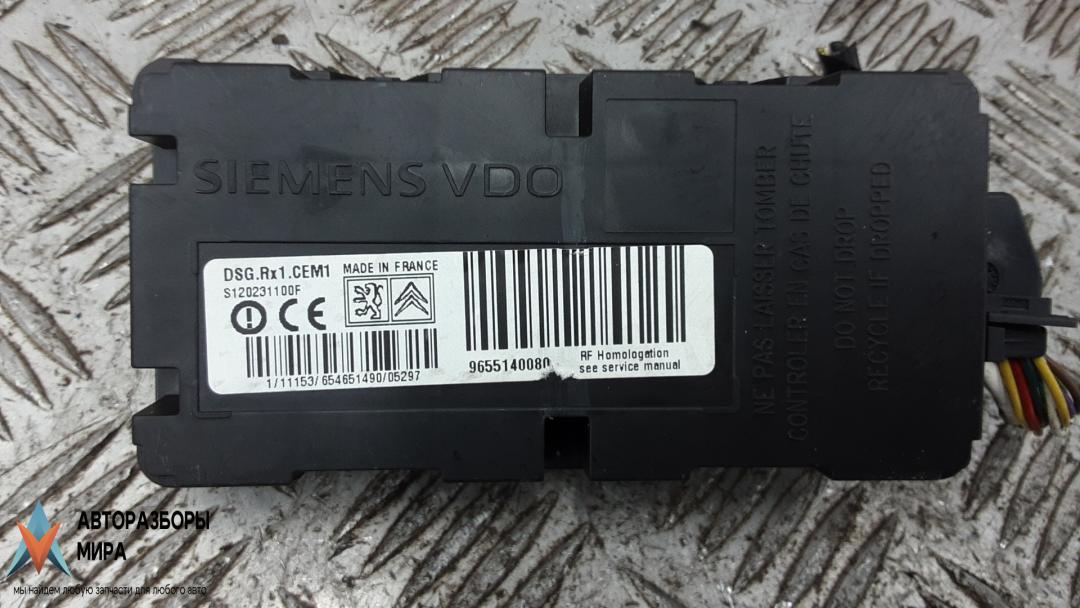 SIEMENS VDO
DSG.Rx1.CEM1 MADE IN FRANCE
S120231100F
CE
1/11153/654651490/05297
9655140080
RF Homologation
see service manual
NE PAS LAISSER TOMBER
CONTROLER EN CAS DE CHUTE
DO NOT DROP
RECYCLE IF DROPPED
АВТОРАЗБОРЫ
МИРА
мы найдем любую запчасти для любого авто